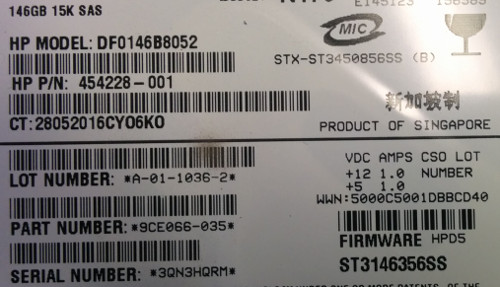 146GB 15K SAS
E145123
HP MODEL: DF0146B8052
MIC
STX-ST3450856SS (B)
HP P/N: 454228-001
新加坡制
CT:28052016CYO6KO
PRODUCT OF SINGAPORE
LOT NUMBER: *A-01-1036-2*
VDC AMPS CSO LOT
+12 1.0 NUMBER
+5 1.0
WWN:5000C5001DBBCD40
PART NUMBER: *9CE066-035*
FIRMWARE HPD5
SERIAL NUMBER: *3QN3HQRM*
ST3146356SS